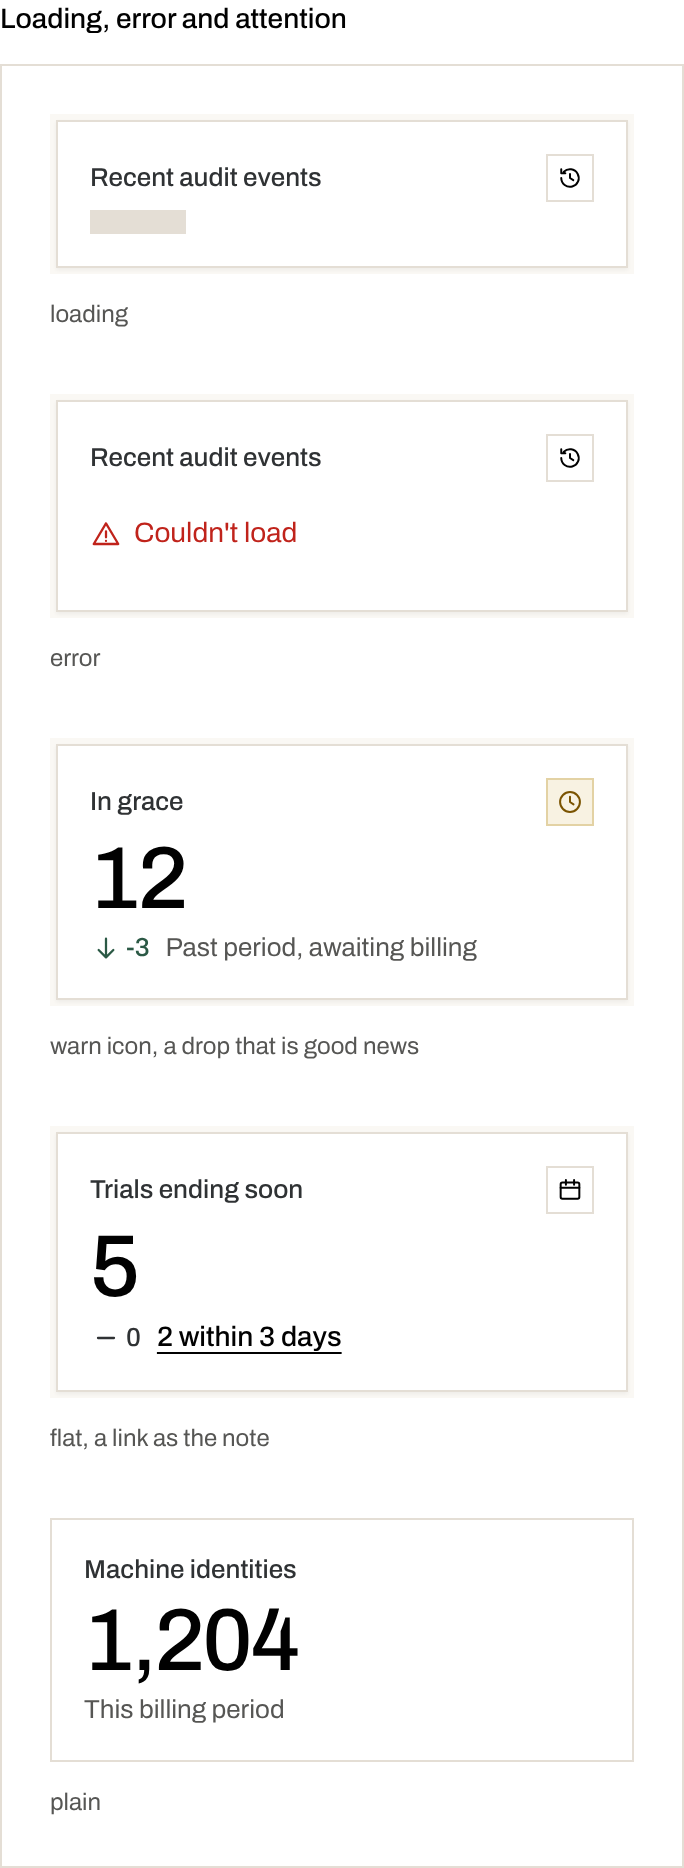 Loading, error and attention
Recent audit events
loading
Recent audit events
Couldn't load
error
In grace
12
-3 Past period, awaiting billing
warn icon, a drop that is good news
Trials ending soon
5
0 2 within 3 days
flat, a link as the note
Machine identities
1,204
This billing period
plain